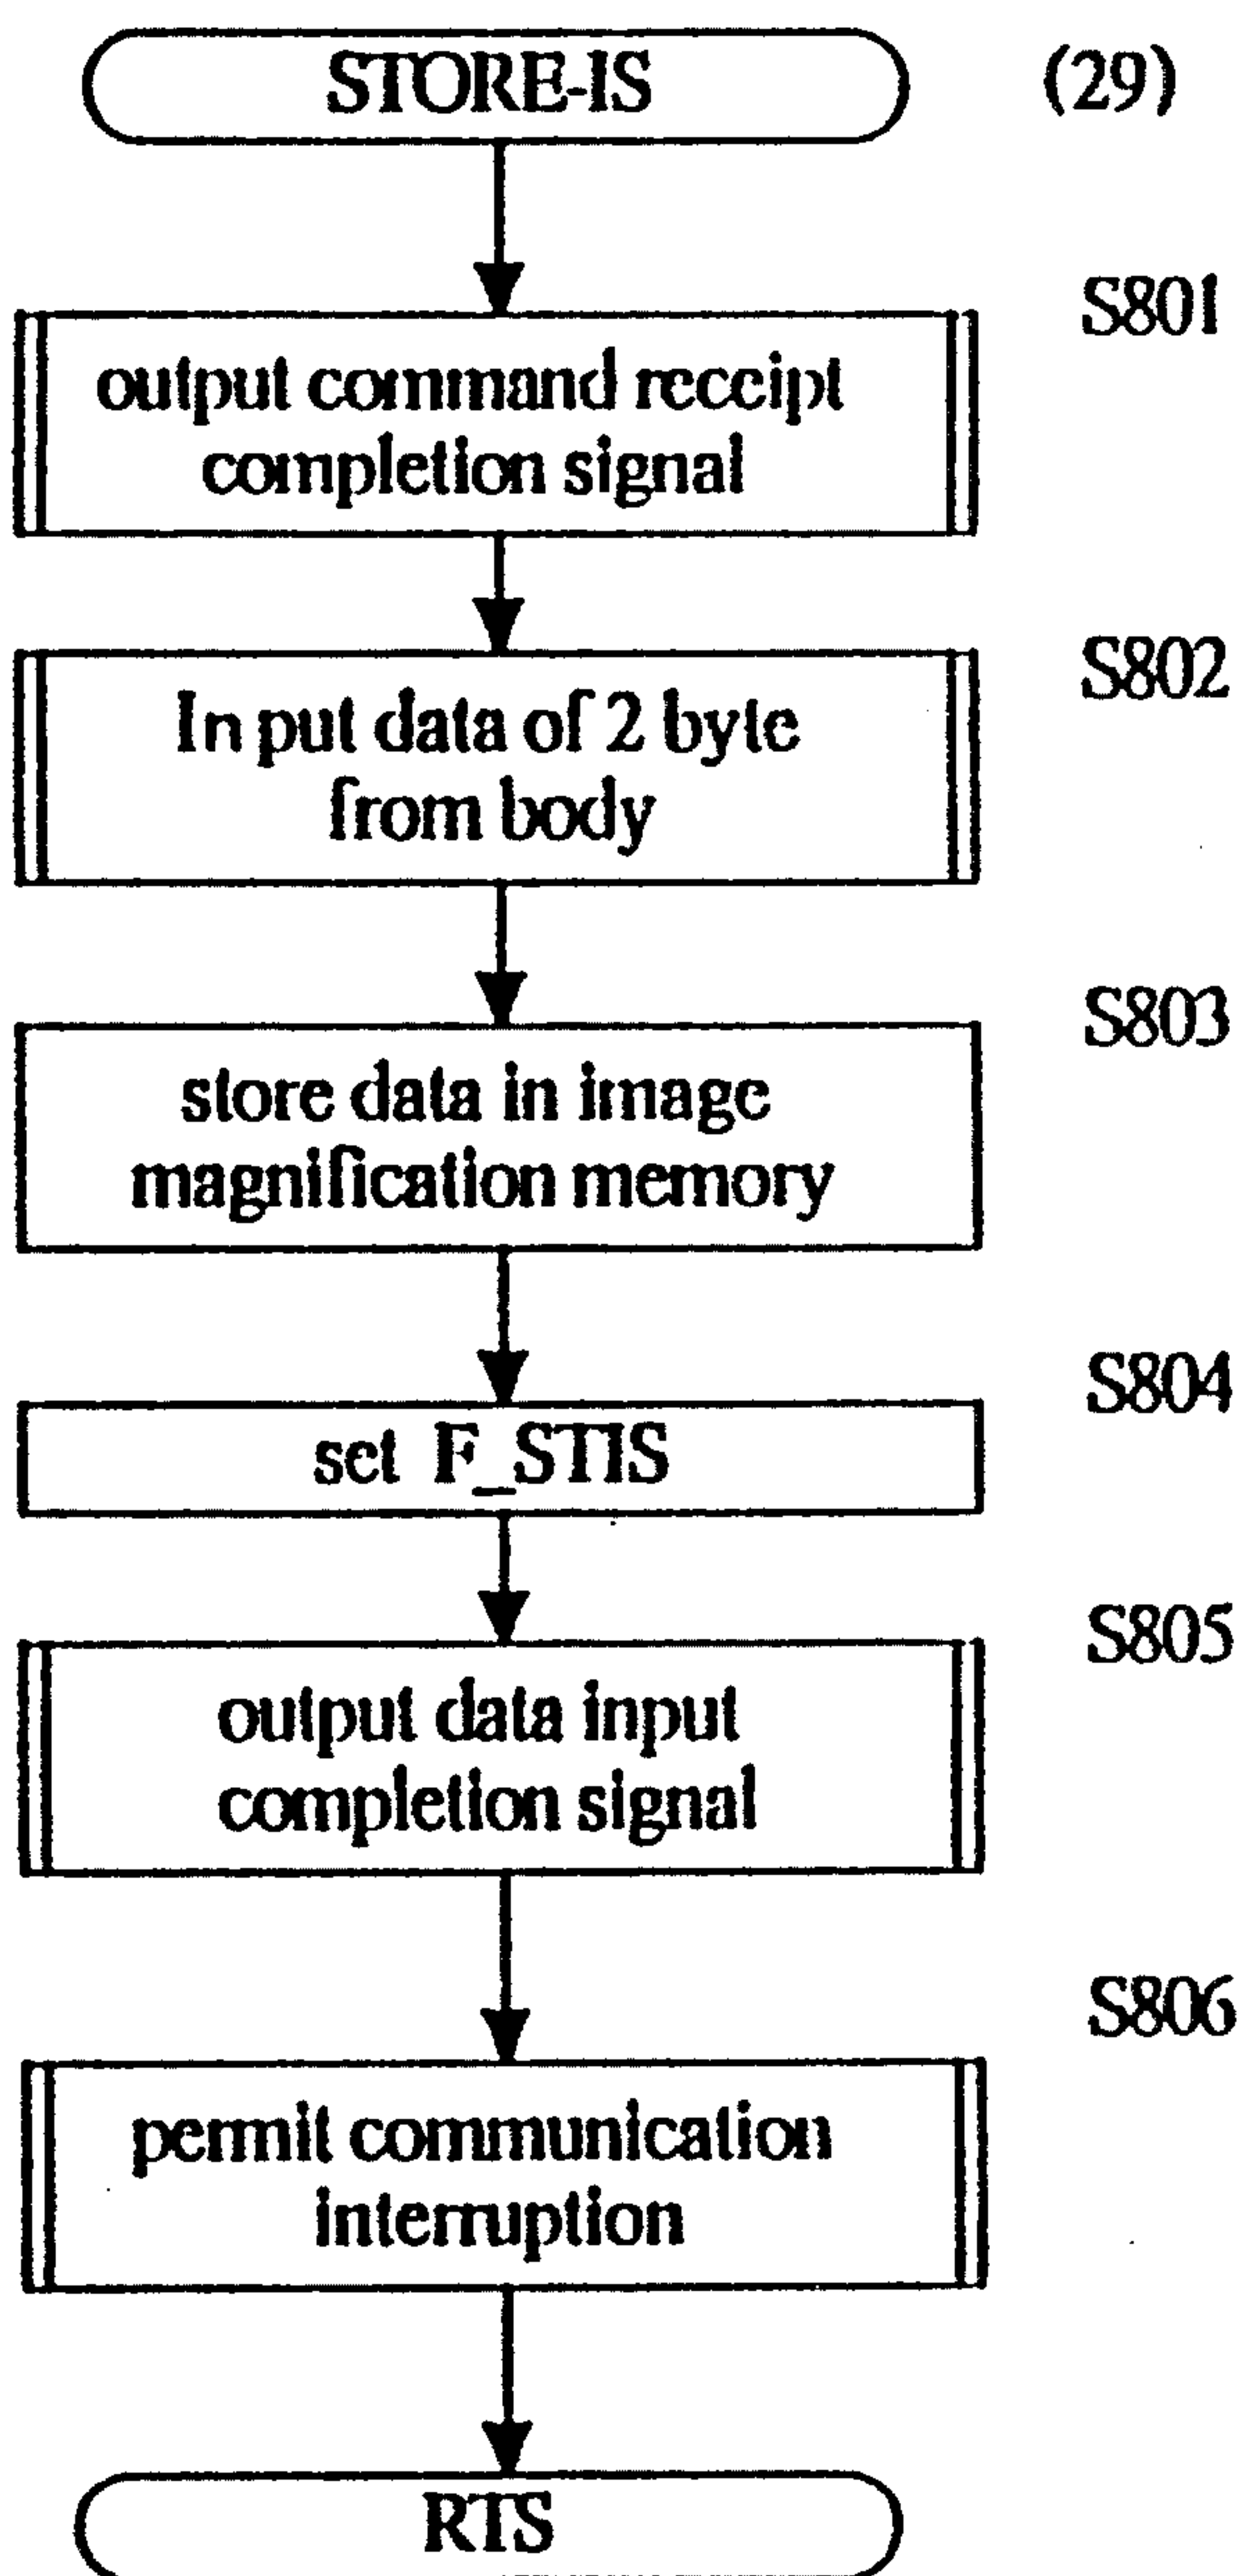 STORE-IS (29)
S801
output command receipt
completion signal
S802
In put data of 2 byte
from body
S803
store data in image
magnification memory
S804
set F_STIS
S805
output data input
completion signal
S806
permit communication
interruption
RTS